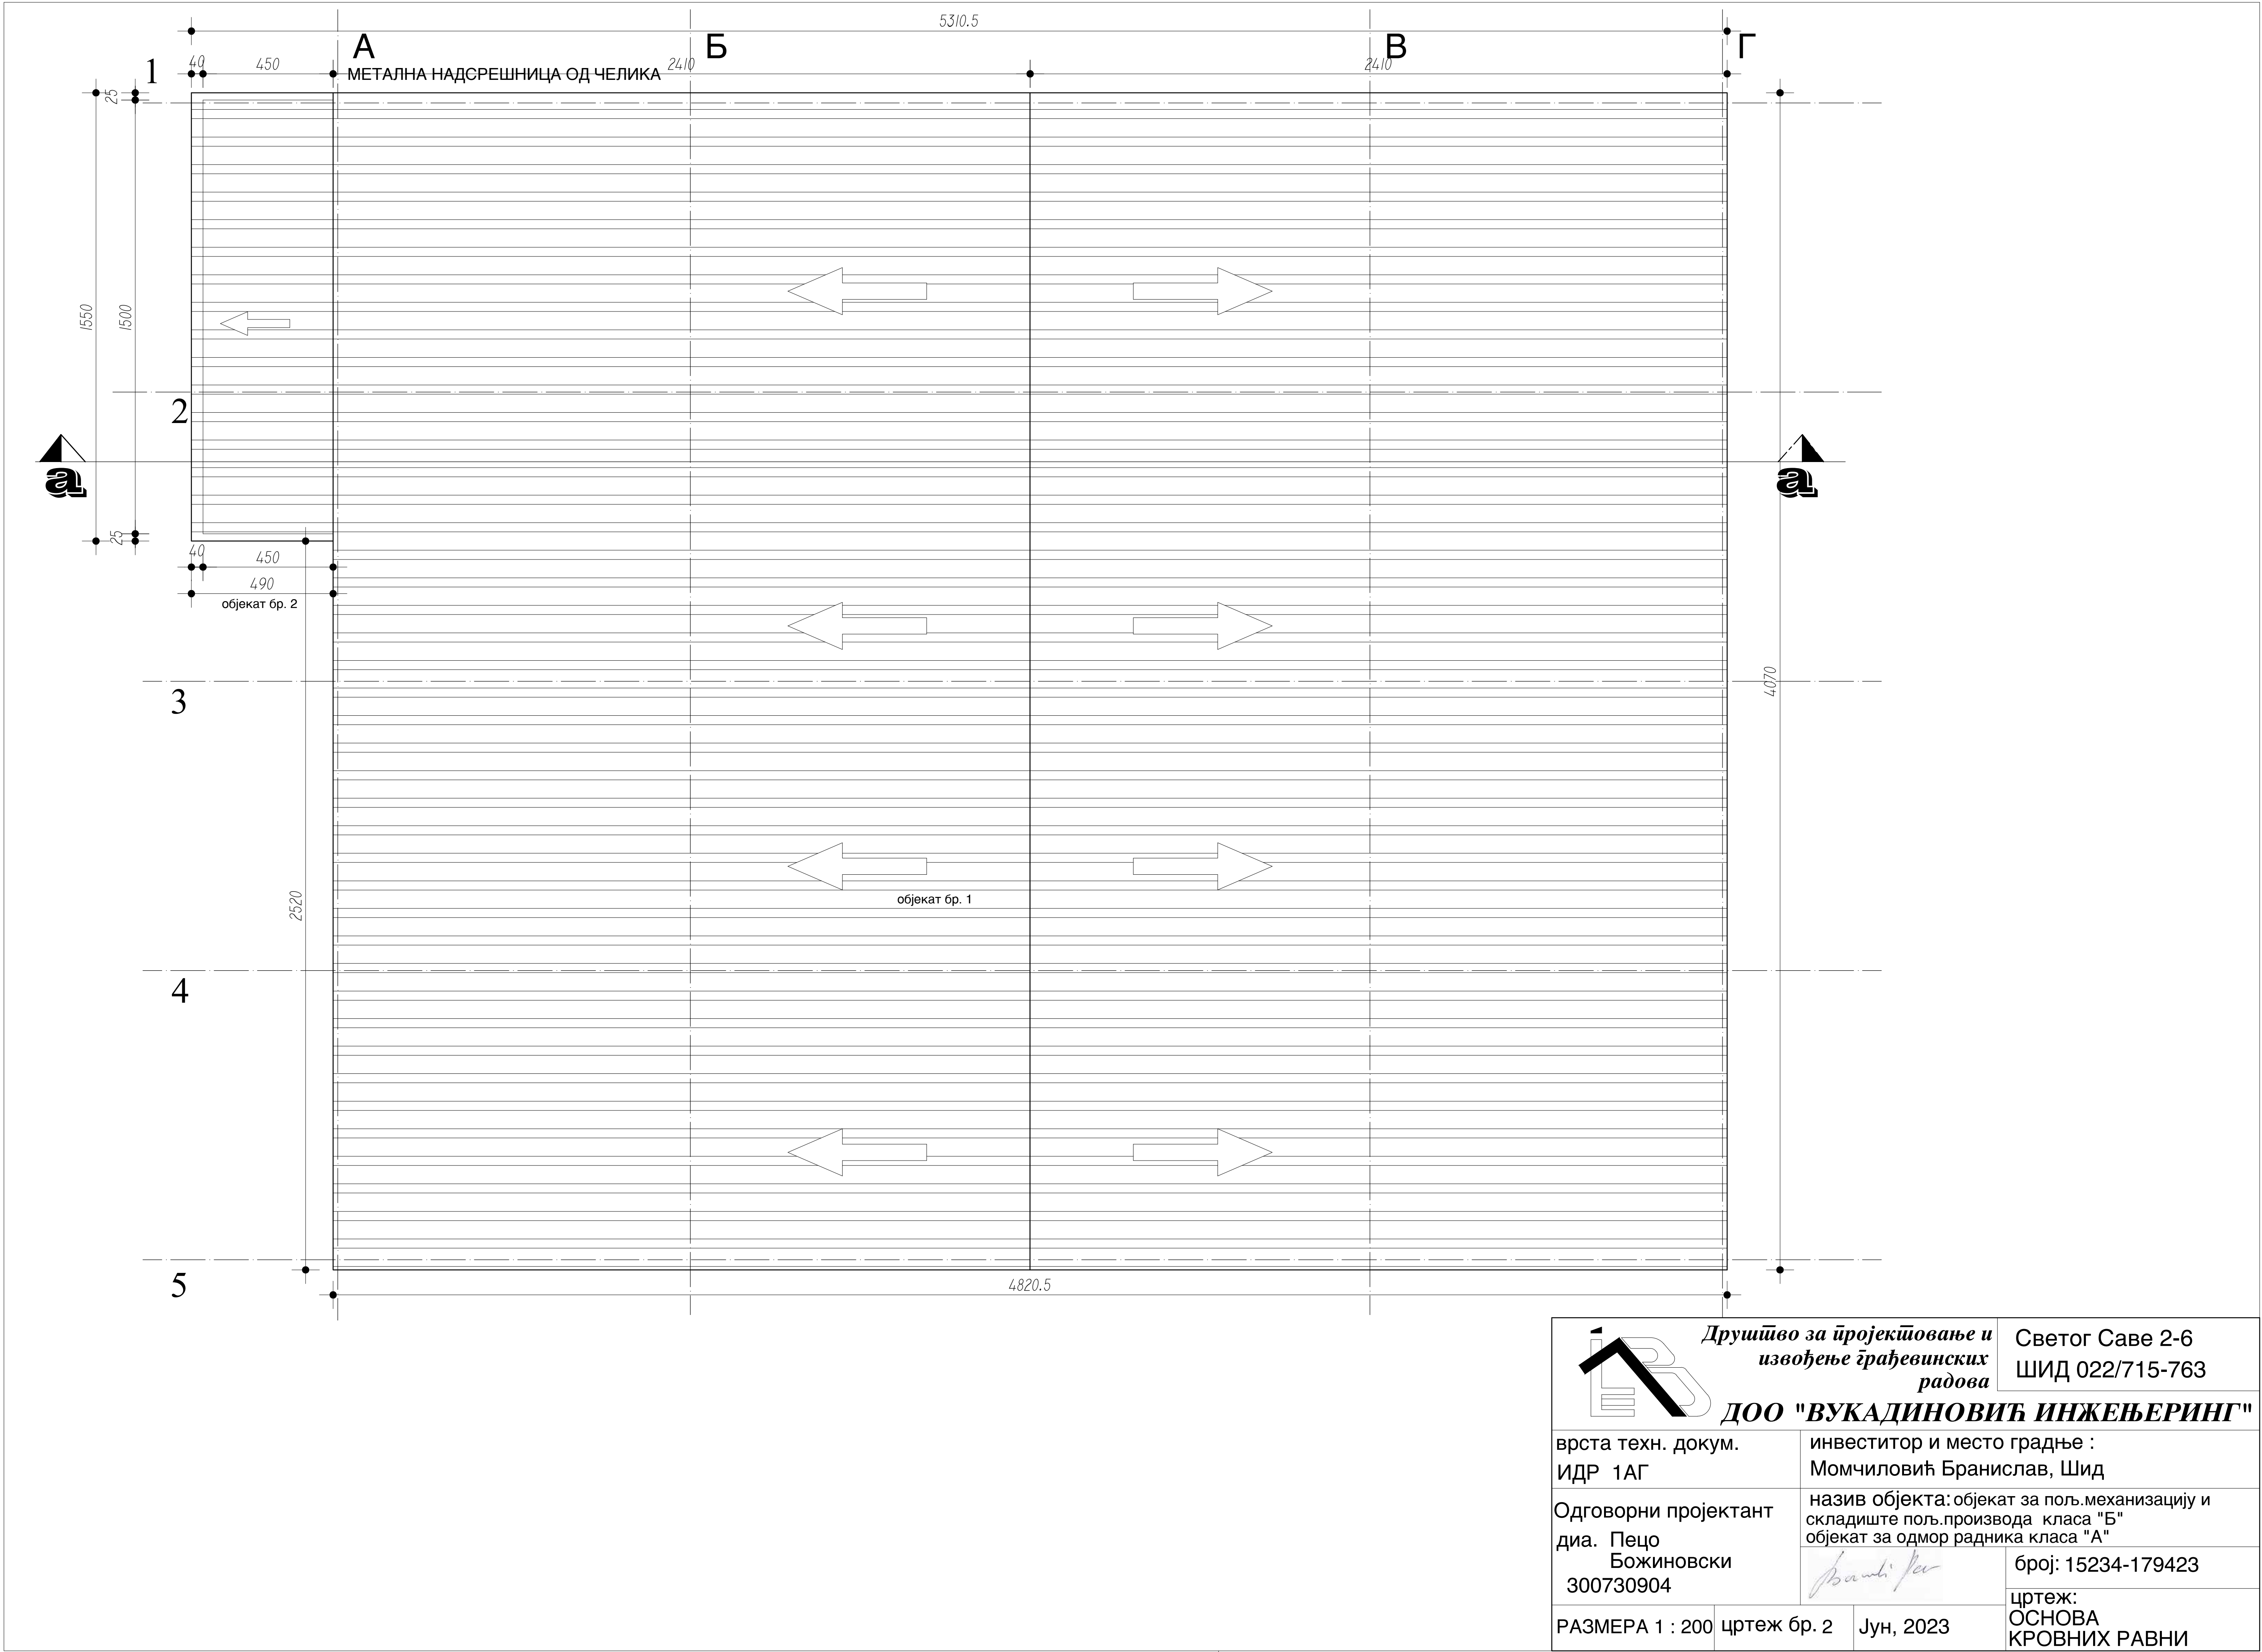 5310.5
А
Б
В
Г
1
40
450
МЕТАЛНА НАДСРЕШНИЦА ОД ЧЕЛИКА
2410
2410
25
1550
1500
2
a
a
25
40
450
490
објекат бр. 2
3
4070
2520
објекат бр. 1
4
5
4820.5
Друштво за пројектовање и
извођење грађевинских
радова
Светог Саве 2-6
ШИД 022/715-763
ДОО "ВУКАДИНОВИЋ ИНЖЕЊЕРИНГ"
врста техн. докум.
ИДР 1АГ
инвеститор и место градње :
Момчиловић Бранислав, Шид
Одговорни пројектант
диа. Пецо
Божиновски
300730904
назив објекта: објекат за пољ.механизацију и
складиште пољ.производа класа "Б"
објекат за одмор радника класа "А"
број: 15234-179423
цртеж:
ОСНОВА
КРОВНИХ РАВНИ
РАЗМЕРА 1 : 200
цртеж бр. 2
Јун, 2023